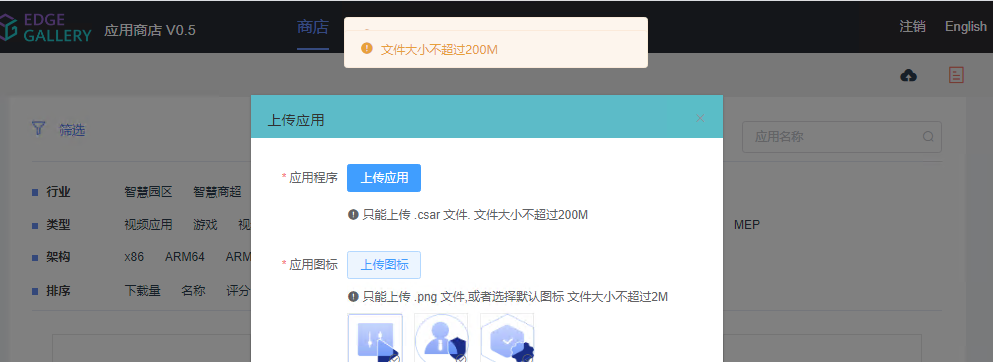 EDGE
GALLERY
应用商店 V0.5
商店
注销 English
文件大小不超过200M
上传应用
筛选
应用名称
* 应用程序 上传应用
只能上传 .csar 文件. 文件大小不超过200M
行业 智慧园区 智慧商超
类型 视频应用 游戏 视 MEP
架构 x86 ARM64 ARM
排序 下载量 名称 评分
* 应用图标 上传图标
只能上传 .png 文件,或者选择默认图标 文件大小不超过2M